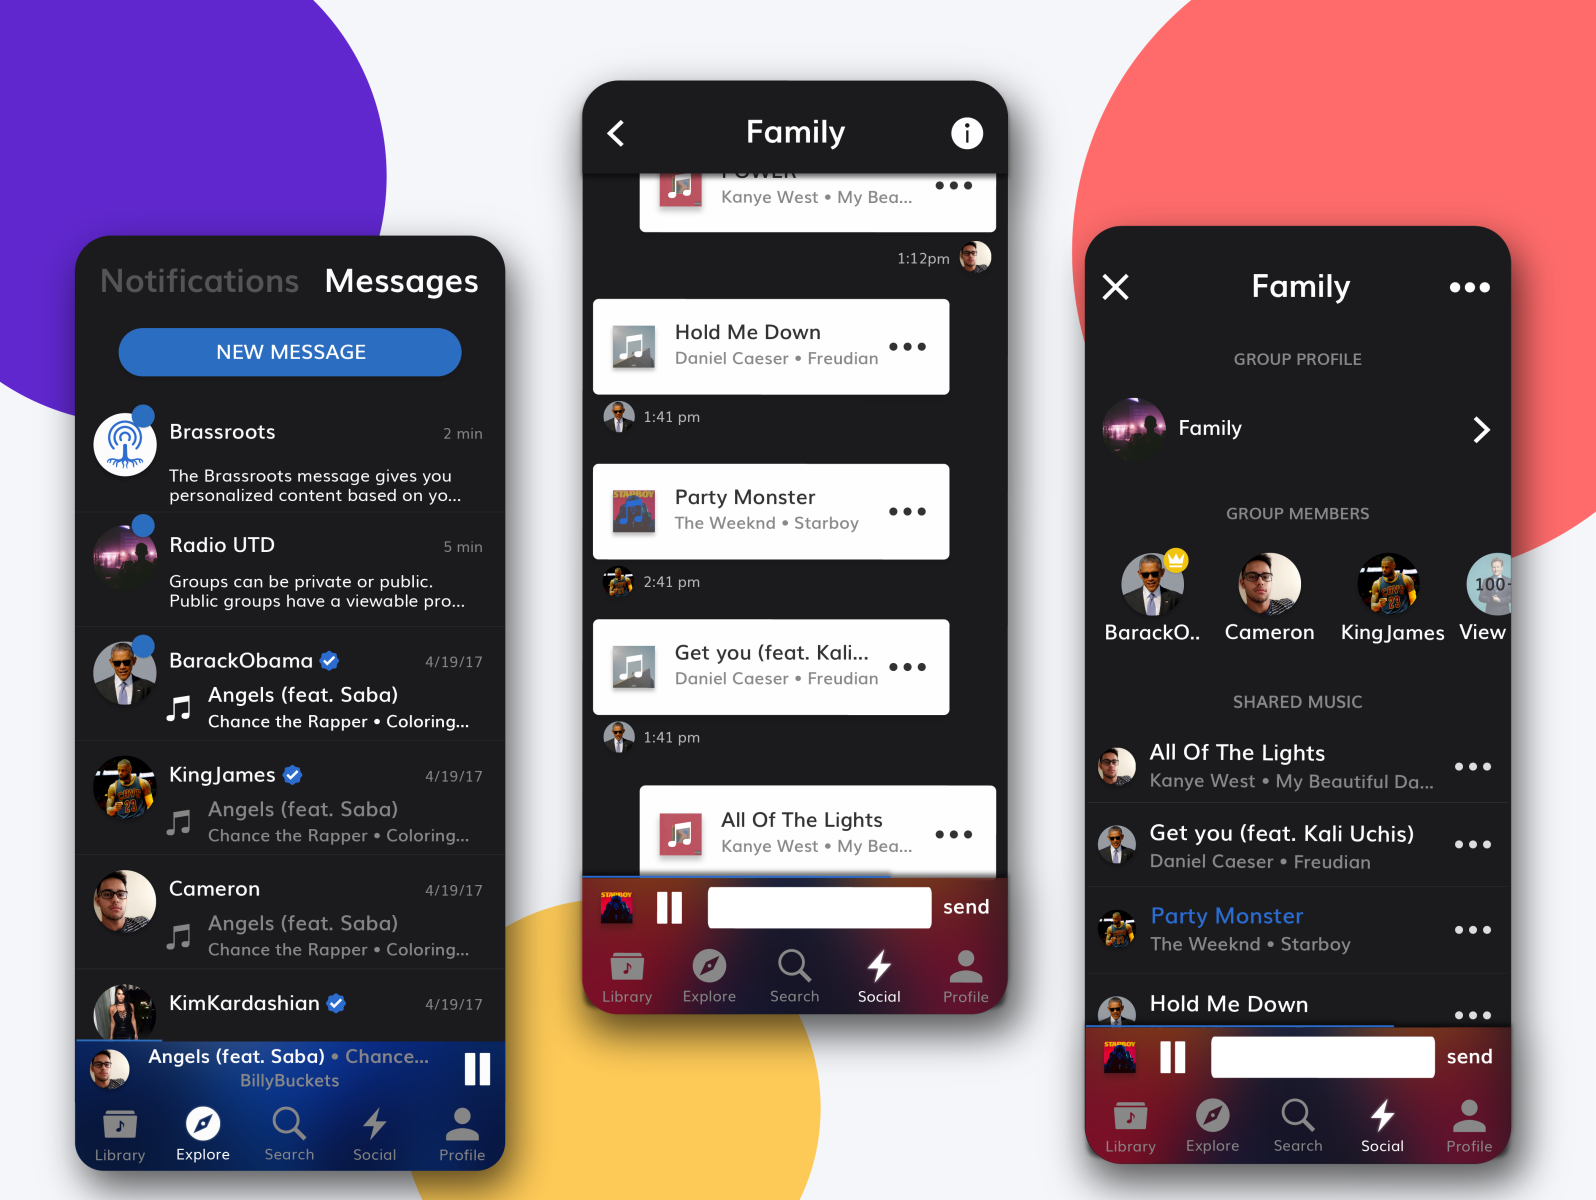 Notifications Messages
NEW MESSAGE
Brassroots 2 min
The Brassroots message gives you
personalized content based on yo...
Radio UTD 5 min
Groups can be private or public.
Public groups have a viewable pro...
BarackObama 4/19/17
Angels (feat. Saba)
Chance the Rapper • Coloring...
KingJames 4/19/17
Angels (feat. Saba)
Chance the Rapper • Coloring...
Cameron 4/19/17
Angels (feat. Saba)
Chance the Rapper • Coloring...
KimKardashian 4/19/17
Angels (feat. Saba) • Chance...
BillyBuckets
Library Explore Search Social Profile
Family
POWER
Kanye West • My Bea...
1:12pm
Hold Me Down
Daniel Caeser • Freudian
1:41 pm
STARBOY
Party Monster
The Weeknd • Starboy
2:41 pm
Get you (feat. Kali...
Daniel Caeser • Freudian
1:41 pm
All Of The Lights
Kanye West • My Bea...
STARBOY
send
Library Explore Search Social Profile
Family
GROUP PROFILE
Family
GROUP MEMBERS
100+
BarackO.. Cameron KingJames View
SHARED MUSIC
All Of The Lights
Kanye West • My Beautiful Da...
Get you (feat. Kali Uchis)
Daniel Caeser • Freudian
Party Monster
The Weeknd • Starboy
Hold Me Down
STARBOY
send
Library Explore Search Social Profile